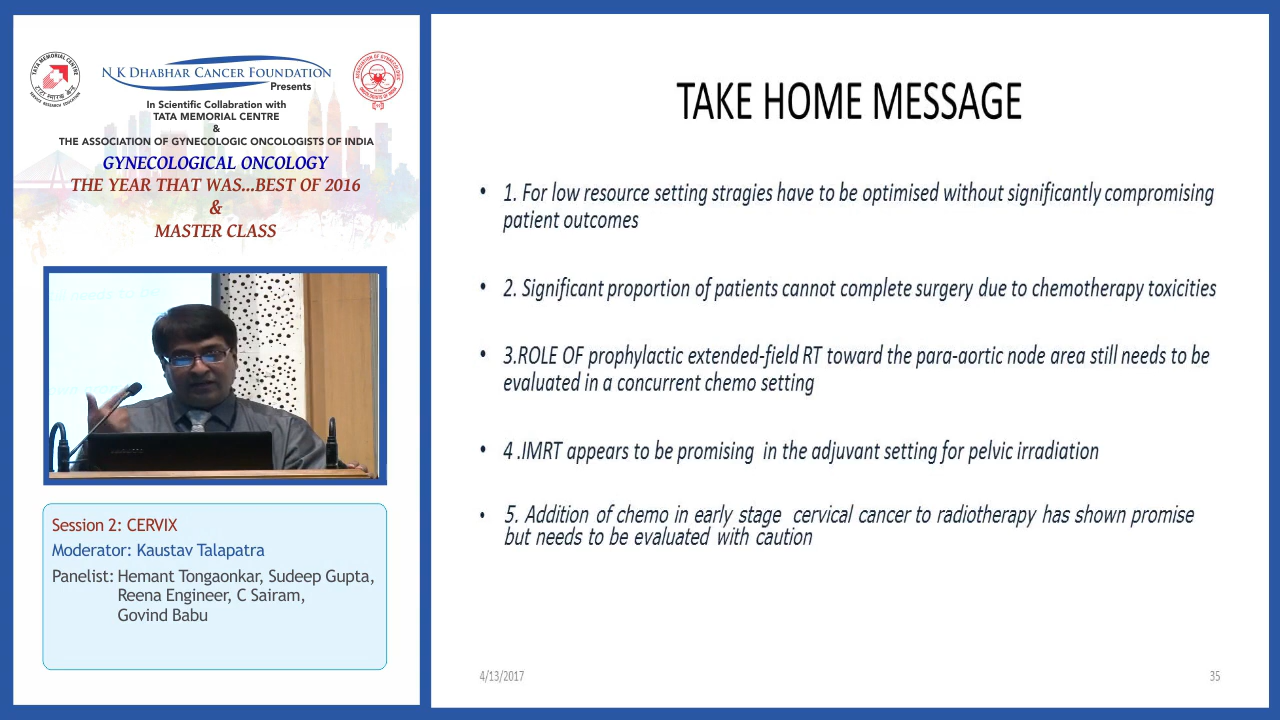 TATA MEMORIAL CENTRE
N K DHABHAR CANCER FOUNDATION
Presents
In Scientific Collabration with
TATA MEMORIAL CENTRE
&
THE ASSOCIATION OF GYNECOLOGIC ONCOLOGISTS OF INDIA
GYNECOLOGICAL ONCOLOGY
THE YEAR THAT WAS...BEST OF 2016
&
MASTER CLASS
Session 2: CERVIX
Moderator: Kaustav Talapatra
Panelist: Hemant Tongaonkar, Sudeep Gupta,
Reena Engineer, C Sairam,
Govind Babu
TAKE HOME MESSAGE
• 1. For low resource setting stragies have to be optimised without significantly compromising
patient outcomes
• 2. Significant proportion of patients cannot complete surgery due to chemotherapy toxicities
• 3.ROLE OF prophylactic extended-field RT toward the para-aortic node area still needs to be
evaluated in a concurrent chemo setting
• 4 .IMRT appears to be promising in the adjuvant setting for pelvic irradiation
• 5. Addition of chemo in early stage cervical cancer to radiotherapy has shown promise
but needs to be evaluated with caution
4/13/2017
35